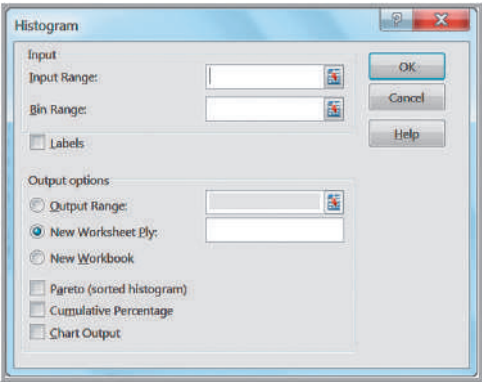 Histogram
Input
Input Range:
Bin Range:
Labels
OK
Cancel
Help
Output options
Output Range:
New Worksheet Ply:
New Workbook
Pareto (sorted histogram)
Cumulative Percentage
Chart Output